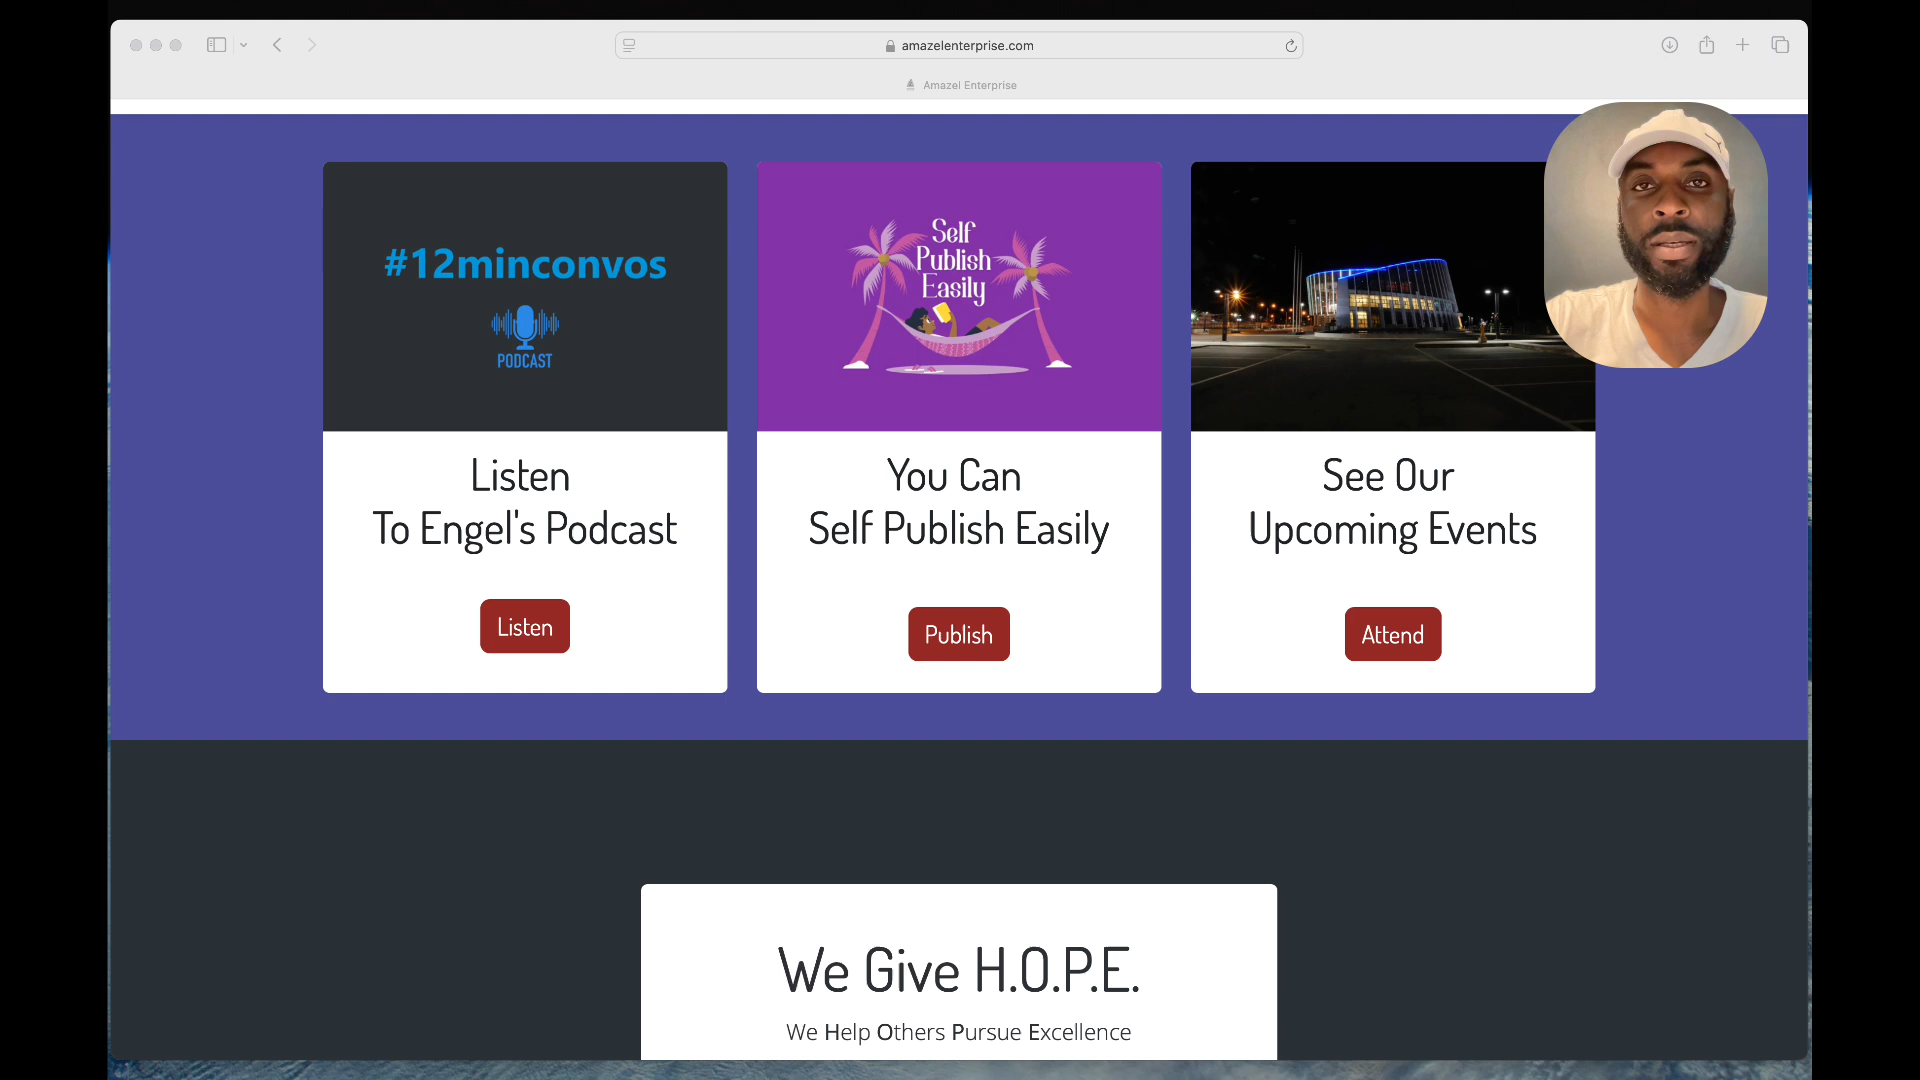 amazelenterprise.com
Amazel Enterprise
#12minconvos
PODCAST
Self
Publish
Easily
Listen
To Engel's Podcast
Listen
You Can
Self Publish Easily
Publish
See Our
Upcoming Events
Attend
We Give H.O.P.E.
We Help Others Pursue Excellence